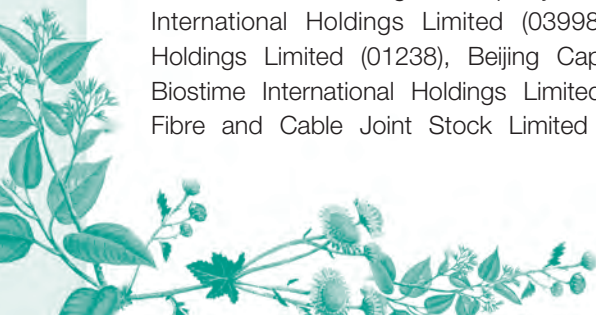 International Holdings Limited (03998
Holdings Limited (01238), Beijing Cap
Biostime International Holdings Limited
Fibre and Cable Joint Stock Limited